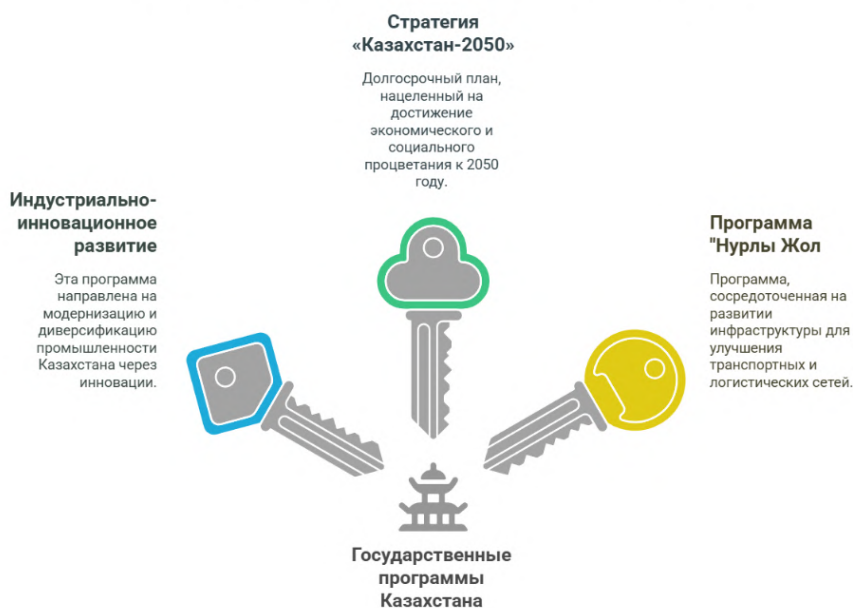 Стратегия
«Казахстан-2050»
Долгосрочный план,
нацеленный на
достижение
экономического и
социального
процветания к 2050
году.
Индустриально-
инновационное
развитие
Эта программа
направлена на
модернизацию и
диверсификацию
промышленности
Казахстана через
инновации.
Программа
"Нурлы Жол
Программа,
сосредоточенная на
развитии
инфраструктуры для
улучшения
транспортных и
логистических сетей.
Государственные
программы
Казахстана